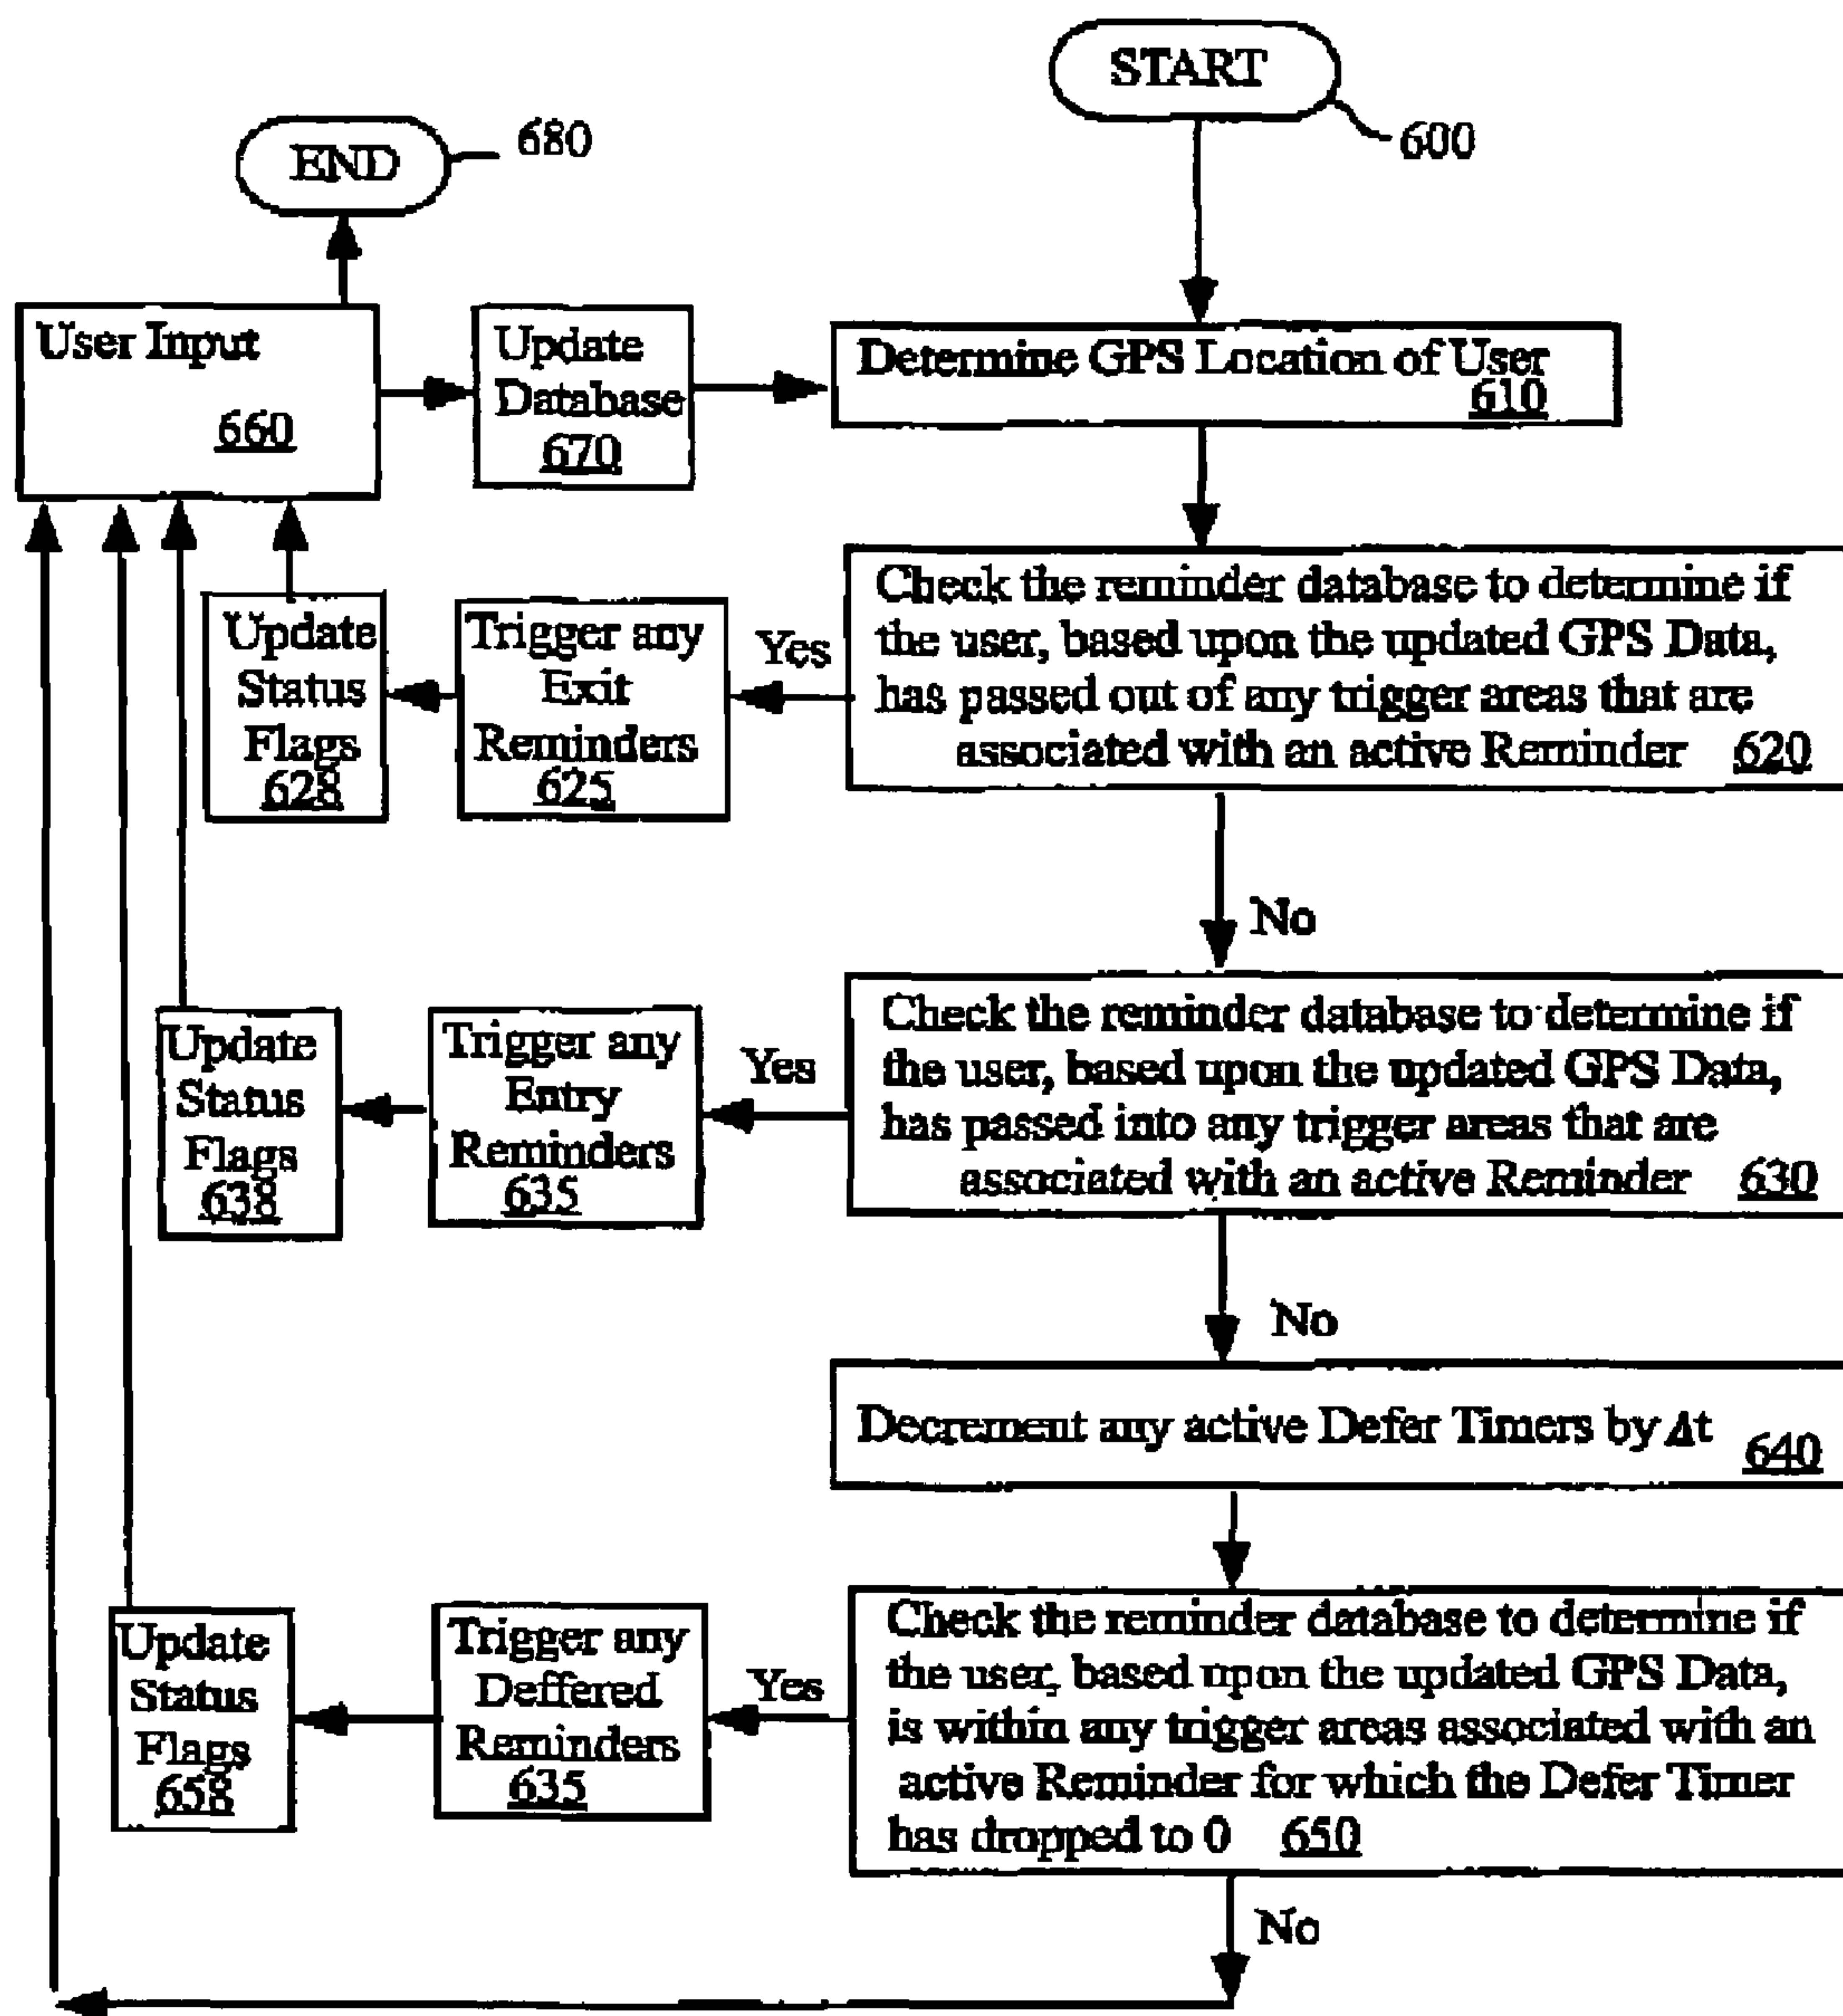 START
600
END
680
User Input
660
Update
Database
670
Determine GPS Location of User
610
Check the reminder database to determine if
the user, based upon the updated GPS Data,
has passed out of any trigger areas that are
associated with an active Reminder 620
Yes
Trigger any
Exit
Reminders
625
Update
Status
Flags
628
No
Check the reminder database to determine if
the user, based upon the updated GPS Data,
has passed into any trigger areas that are
associated with an active Reminder 630
Yes
Trigger any
Entry
Reminders
635
Update
Status
Flags
638
No
Decrement any active Defer Timers by Δt
640
Check the reminder database to determine if
the user, based upon the updated GPS Data,
is within any trigger areas associated with an
active Reminder for which the Defer Timer
has dropped to 0 650
Yes
Trigger any
Deffered
Reminders
635
Update
Status
Flags
658
No